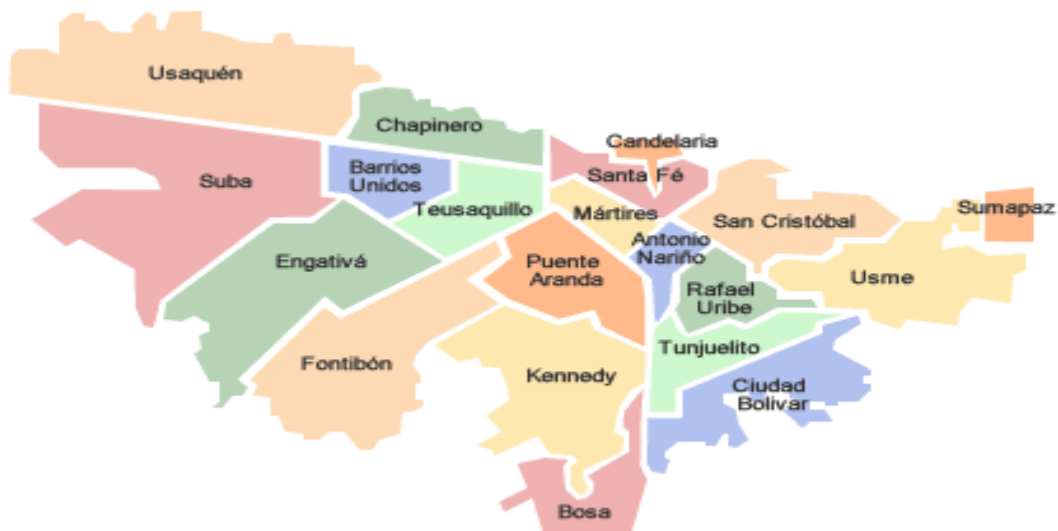 Usaquén
Chapinero
Candelaria
Barrios
Unidos
Suba
Santa Fé
Teusaquillo
Mártires
San Cristóbal
Sumapaz
Antonio
Nariño
Engativá
Puente
Aranda
Rafael
Uribe
Usme
Fontibón
Kennedy
Tunjuelito
Ciudad
Bolivar
Bosa